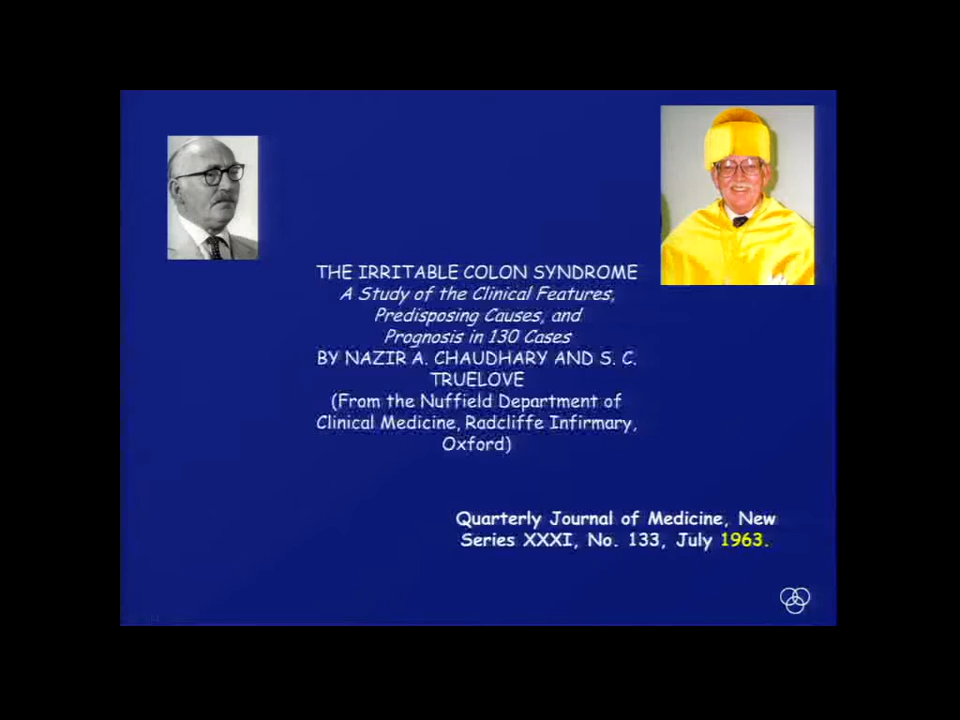 THE IRRITABLE COLON SYNDROME
A Study of the Clinical Features,
Predisposing Causes, and
Prognosis in 130 Cases
BY NAZIR A. CHAUDHARY AND S. C.
TRUELOVE
(From the Nuffield Department of
Clinical Medicine, Radcliffe Infirmary,
Oxford)
Quarterly Journal of Medicine, New
Series XXXI, No. 133, July 1963.